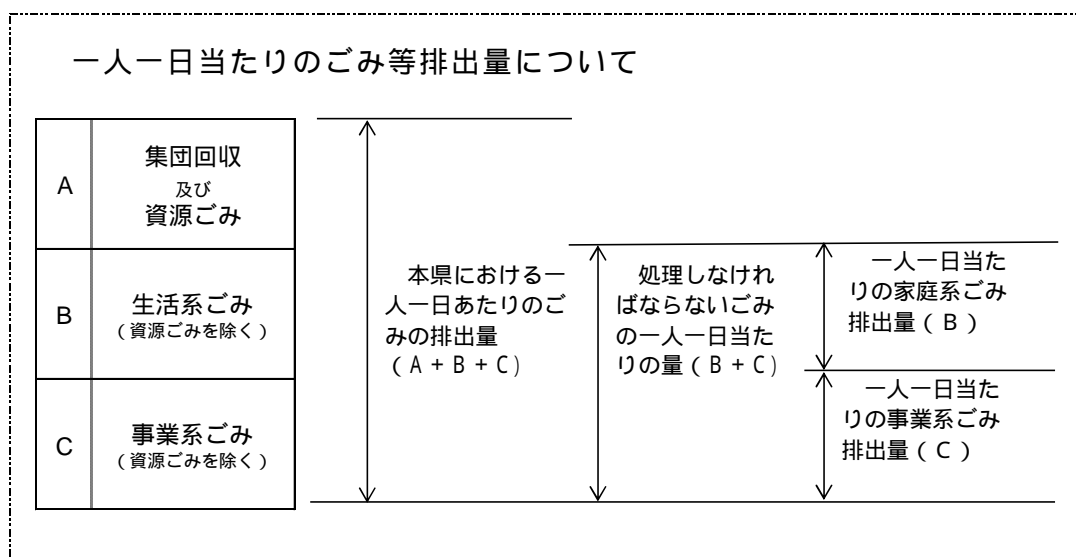 一人一日当たりのごみ等排出量について
A
集団回収
及び
資源ごみ
B
生活系ごみ
(資源ごみを除く)
C
事業系ごみ
(資源ごみを除く)
本県における一
人一日あたりのご
みの排出量
(A+B+C)
処理しなけれ
ばならないごみ
の一人一日当た
りの量(B+C)
一人一日当た
りの家庭系ごみ
排出量(B)
一人一日当た
りの事業系ごみ
排出量(C)